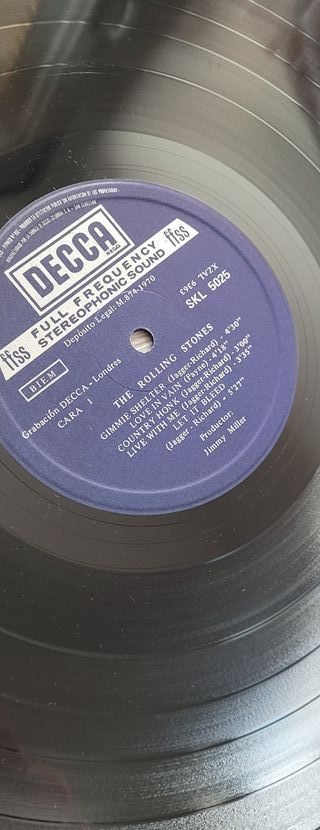 DECCA
REGD
ffss FULL FREQUENCY STEREOPHONIC SOUND ffss
Depósito Legal: M. 874-1970
BIEM
XZAL 9363
SKL 5025
Grabación DECCA - Londres
CARA 1
THE ROLLING STONES
GIMMIE SHELTER (Jagger-Richard) - 4'30"
LOVE IN VAIN (Payne) - 4'18"
COUNTRY HONK (Jagger-Richard) - 3'00"
LIVE WITH ME (Jagger-Richard) - 3'35"
LET IT BLEED
(Jagger - Richard) - 5'27"
Productor:
Jimmy Miller